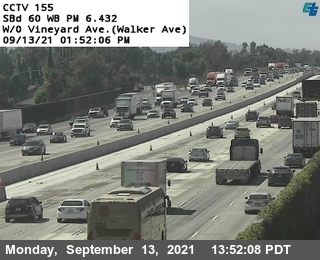 CCTV 155
SBd 60 WB PM 6.432
W/O Vineyard Ave.(Walker Ave)
09/13/21 01:52:06 PM
Monday, September 13, 2021 13:52:08 PDT